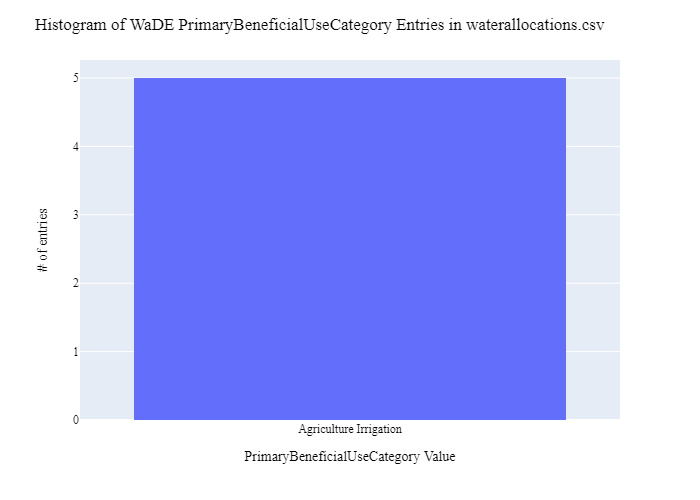 Histogram of WaDE PrimaryBeneficialUseCategory Entries in waterallocations.csv
5
4
3
2
1
0
# of entries
Agriculture Irrigation
PrimaryBeneficialUseCategory Value